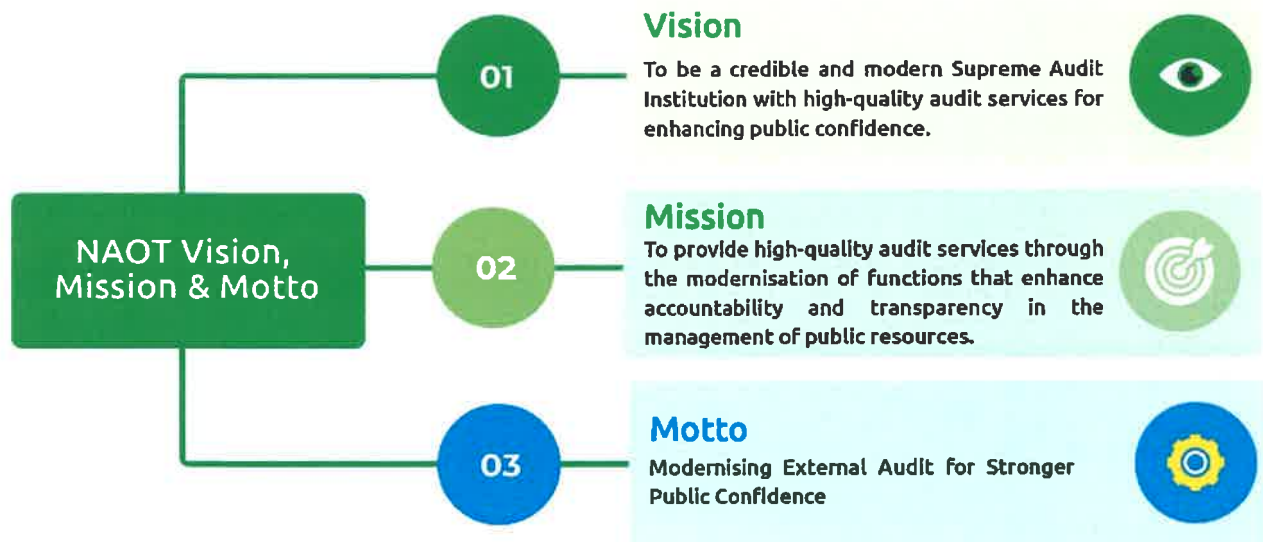 NAOT Vision,
Mission & Motto
01
Vision
To be a credible and modern Supreme Audit
Institution with high-quality audit services for
enhancing public confidence.
02
Mission
To provide high-quality audit services through
the modernisation of functions that enhance
accountability and transparency in the
management of public resources.
03
Motto
Modernising External Audit for Stronger
Public Confidence